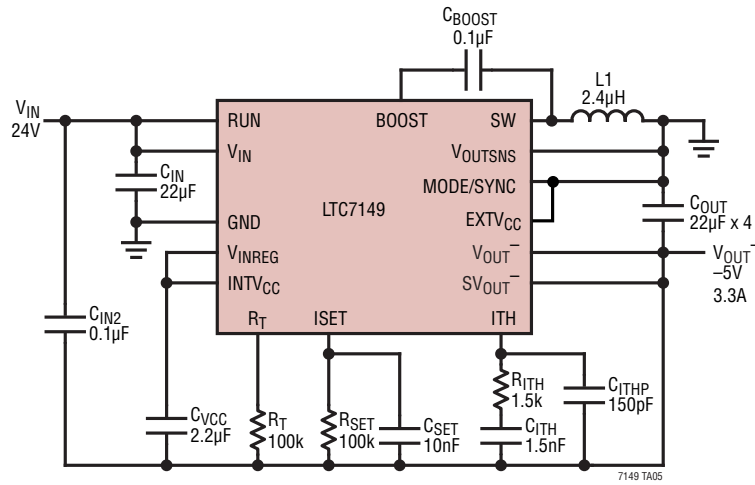 CBOOST
0.1µF
VIN
24V
RUN
BOOST
SW
L1
2.4µH
VIN
VOUTSNS
CIN
22µF
MODE/SYNC
LTC7149
COUT
22µF x 4
GND
EXTVCC
VINREG
VOUT–
VOUT–
–5V
3.3A
INTVCC
SVOUT–
CIN2
0.1µF
RT
ISET
ITH
CVCC
2.2µF
RT
100k
RSET
100k
CSET
10nF
RITH
1.5k
CITH
1.5nF
CITHP
150pF
7149 TA05